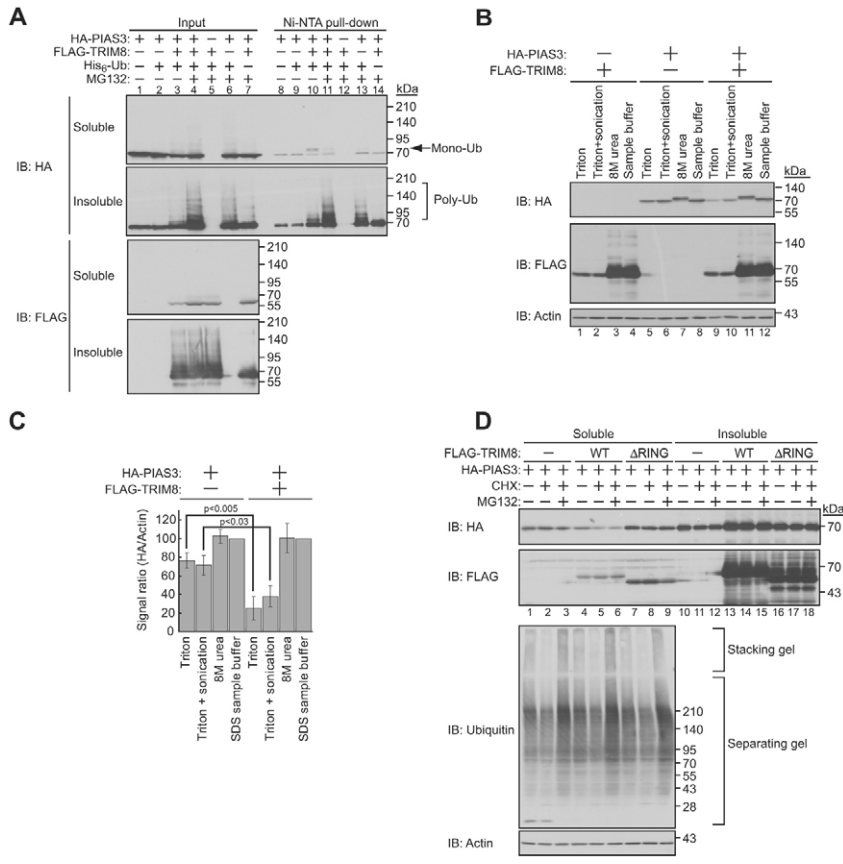 A
Input Ni-NTA pull-down
HA-PIAS3: + + + + − + + + + + + − + +
FLAG-TRIM8: − − + + + − + − − + + + − +
His6-Ub: − + + + + + − − + + + + + −
MG132: − − − + − + + − − − + − + +
1 2 3 4 5 6 7 8 9 10 11 12 13 14 kDa
IB: HA
Soluble
210
140
95
70
Mono-Ub
Insoluble
210
140
95
70
Poly-Ub
IB: FLAG
Soluble
210
140
95
70
55
Insoluble
210
140
95
70
55
B
HA-PIAS3: − + +
FLAG-TRIM8: + − +
Triton
Triton+sonication
8M urea
Sample buffer
Triton
Triton+sonication
8M urea
Sample buffer
Triton
Triton+sonication
8M urea
Sample buffer
kDa
IB: HA
140
70
55
IB: FLAG
140
70
55
IB: Actin
43
1 2 3 4 5 6 7 8 9 10 11 12
C
HA-PIAS3: + +
FLAG-TRIM8: − +
p<0.005
p<0.03
Signal ratio (HA/Actin)
120
100
80
60
40
20
0
Triton
Triton + sonication
8M urea
SDS sample buffer
Triton
Triton + sonication
8M urea
SDS sample buffer
D
Soluble Insoluble
FLAG-TRIM8: − WT ΔRING − WT ΔRING
HA-PIAS3: + + + + + + + + + + + + + + + + + +
CHX: − + + − + + − + + − + + − + + − + +
MG132: − − + − − + − − + − − + − − + − − +
kDa
IB: HA
70
IB: FLAG
70
55
43
1 2 3 4 5 6 7 8 9 10 11 12 13 14 15 16 17 18
IB: Ubiquitin
Stacking gel
Separating gel
210
140
95
70
55
43
28
IB: Actin
43